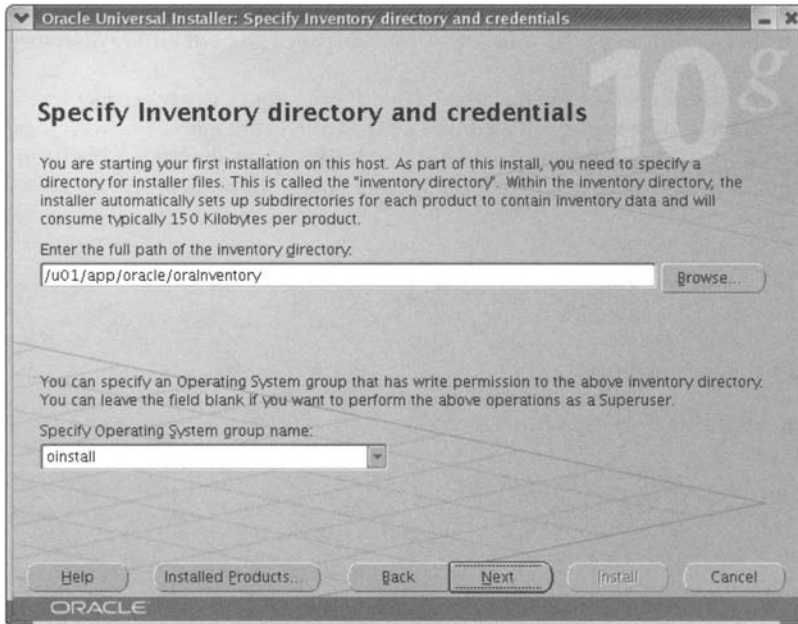 Oracle Universal Installer: Specify Inventory directory and credentials
10g
Specify Inventory directory and credentials
You are starting your first installation on this host. As part of this install, you need to specify a
directory for installer files. This is called the "inventory directory". Within the inventory directory, the
installer automatically sets up subdirectories for each product to contain inventory data and will
consume typically 150 Kilobytes per product.
Enter the full path of the inventory directory:
/u01/app/oracle/oraInventory
Browse...
You can specify an Operating System group that has write permission to the above inventory directory.
You can leave the field blank if you want to perform the above operations as a Superuser.
Specify Operating System group name:
oinstall
Help Installed Products... Back Next Install Cancel
ORACLE